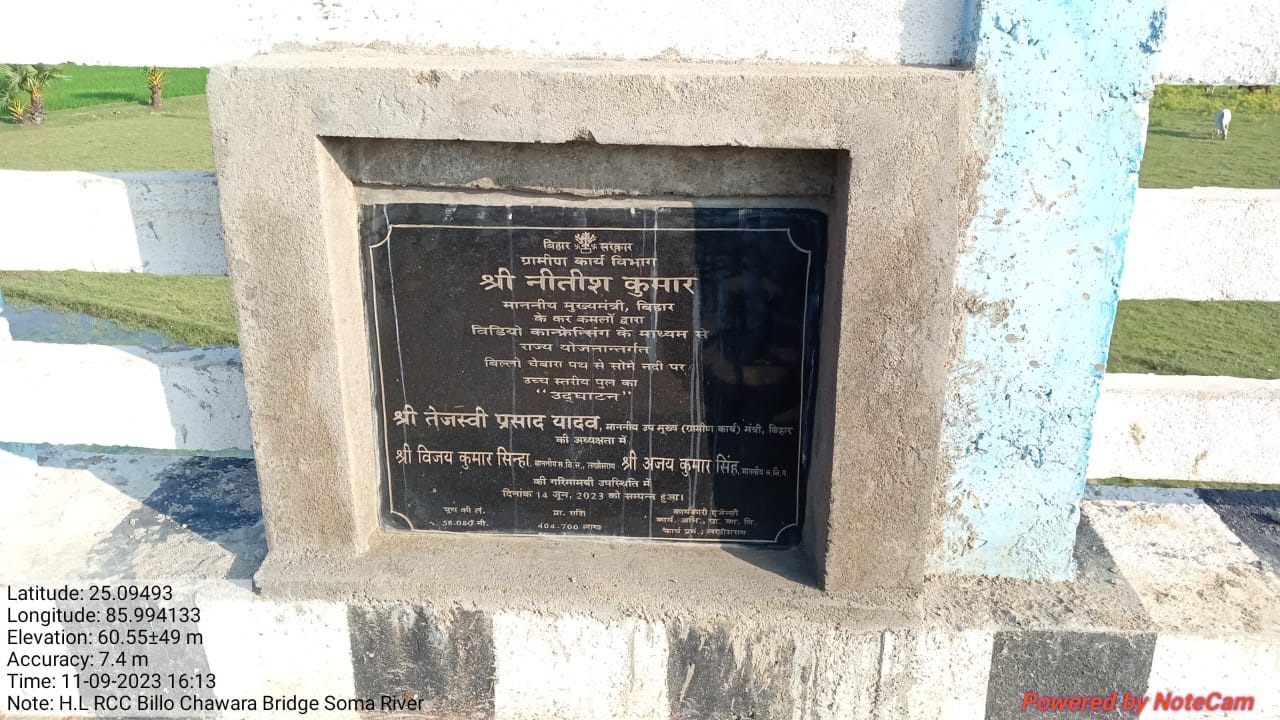 बिहार सरकार
ग्रामीण कार्य विभाग
श्री नीतीश कुमार
माननीय मुख्यमंत्री, बिहार
के कर कमलों द्वारा
विडियो कान्फ्रेन्सिंग के माध्यम से
राज्य योजनान्तर्गत
बिल्लो चेवारा पथ से सोमे नदी पर
उच्च स्तरीय पुल का
“उद्घाटन”
श्री तेजस्वी प्रसाद यादव, माननीय उप मुख्य (ग्रामीण कार्य) मंत्री, बिहार
की अध्यक्षता में
श्री विजय कुमार सिन्हा, माननीय स.वि.स., लखीसराय श्री अजय कुमार सिंह, माननीय स.वि.प.
की गरिमामयी उपस्थिति में
दिनांक 14 जून, 2023 को सम्पन्न हुआ।
प्रा. राशि
कार्यकारी एजेन्सी
58.080 मी.
404.700 लाख
कार्य. अभि., ग्रा. का. वि.
कार्य प्रम., लखीसराय
Latitude: 25.09493
Longitude: 85.994133
Elevation: 60.55±49 m
Accuracy: 7.4 m
Time: 11-09-2023 16:13
Note: H.L RCC Billo Chawara Bridge Soma River
Powered by NoteCam